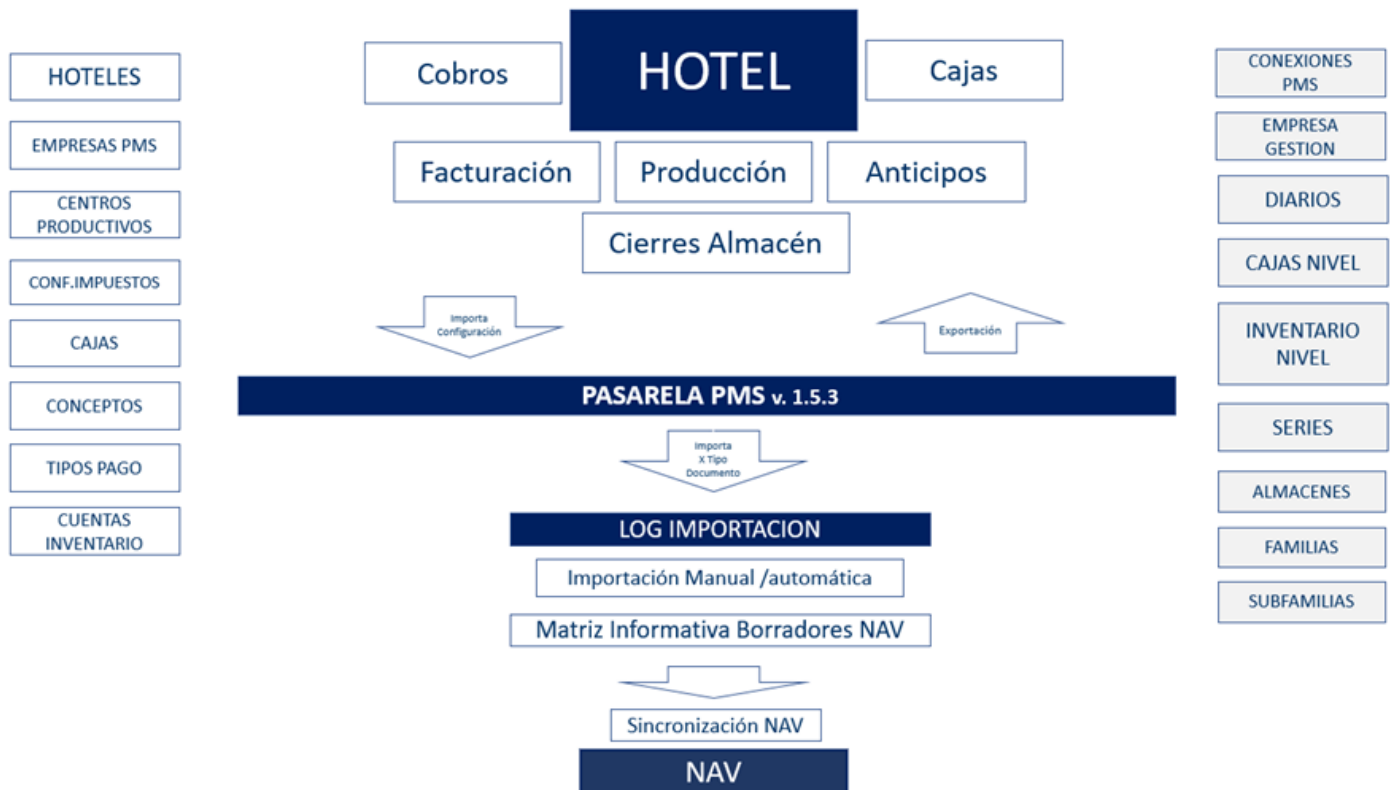 HOTELES
EMPRESAS PMS
CENTROS
PRODUCTIVOS
CONF.IMPUESTOS
CAJAS
CONCEPTOS
TIPOS PAGO
CUENTAS
INVENTARIO
Cobros
HOTEL
Cajas
Facturación
Producción
Anticipos
Cierres Almacén
Importa
Configuración
Exportación
PASARELA PMS v. 1.5.3
Importa
X Tipo
Documento
LOG IMPORTACION
Importación Manual /automática
Matriz Informativa Borradores NAV
Sincronización NAV
NAV
CONEXIONES
PMS
EMPRESA
GESTION
DIARIOS
CAJAS NIVEL
INVENTARIO
NIVEL
SERIES
ALMACENES
FAMILIAS
SUBFAMILIAS